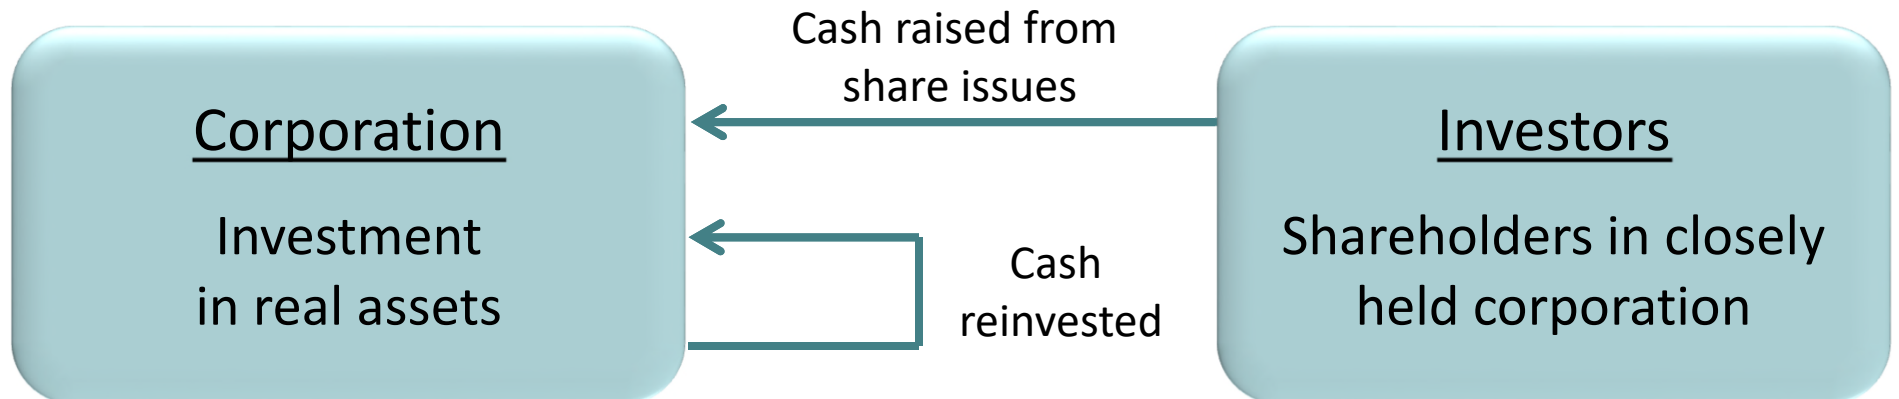 Cash raised from
share issues
Corporation
Investment
in real assets
Cash
reinvested
Investors
Shareholders in closely
held corporation